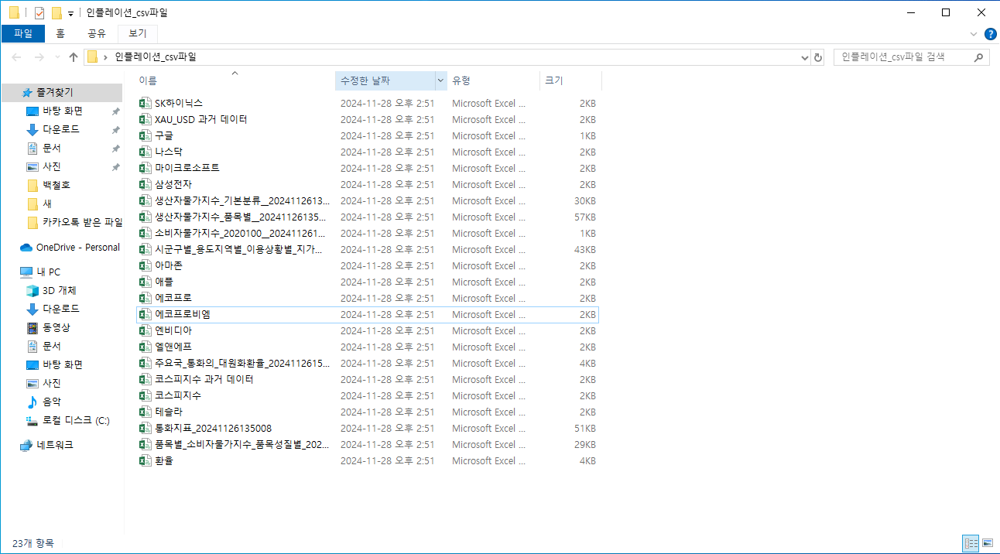 인플레이션_csv파일
파일 홈 공유 보기
인플레이션_csv파일 인플레이션_csv파일 검색
이름 수정한 날짜 유형 크기
즐겨찾기
바탕 화면
다운로드
문서
사진
백철호
새
카카오톡 받은 파일
OneDrive - Personal
내 PC
3D 개체
다운로드
동영상
문서
바탕 화면
사진
음악
로컬 디스크 (C:)
네트워크
SK하이닉스 2024-11-28 오후 2:51 Microsoft Excel ... 2KB
XAU_USD 과거 데이터 2024-11-28 오후 2:51 Microsoft Excel ... 2KB
구글 2024-11-28 오후 2:51 Microsoft Excel ... 1KB
나스닥 2024-11-28 오후 2:51 Microsoft Excel ... 2KB
마이크로소프트 2024-11-28 오후 2:51 Microsoft Excel ... 2KB
삼성전자 2024-11-28 오후 2:51 Microsoft Excel ... 2KB
생산자물가지수_기본분류__2024112613... 2024-11-28 오후 2:51 Microsoft Excel ... 30KB
생산자물가지수_품목별__20241126135... 2024-11-28 오후 2:51 Microsoft Excel ... 57KB
소비자물가지수_2020100__202411261... 2024-11-28 오후 2:51 Microsoft Excel ... 1KB
시군구별_용도지역별_이용상황별_지가... 2024-11-28 오후 2:51 Microsoft Excel ... 43KB
아마존 2024-11-28 오후 2:51 Microsoft Excel ... 2KB
애플 2024-11-28 오후 2:51 Microsoft Excel ... 2KB
에코프로 2024-11-28 오후 2:51 Microsoft Excel ... 2KB
에코프로비엠 2024-11-28 오후 2:51 Microsoft Excel ... 2KB
엔비디아 2024-11-28 오후 2:51 Microsoft Excel ... 2KB
엘앤에프 2024-11-28 오후 2:51 Microsoft Excel ... 2KB
주요국_통화의_대원화환율_2024112615... 2024-11-28 오후 2:51 Microsoft Excel ... 4KB
코스피지수 과거 데이터 2024-11-28 오후 2:51 Microsoft Excel ... 2KB
코스피지수 2024-11-28 오후 2:51 Microsoft Excel ... 2KB
테슬라 2024-11-28 오후 2:51 Microsoft Excel ... 2KB
통화지표_20241126135008 2024-11-28 오후 2:51 Microsoft Excel ... 51KB
품목별_소비자물가지수_품목성질별_202... 2024-11-28 오후 2:51 Microsoft Excel ... 29KB
환율 2024-11-28 오후 2:51 Microsoft Excel ... 4KB
23개 항목